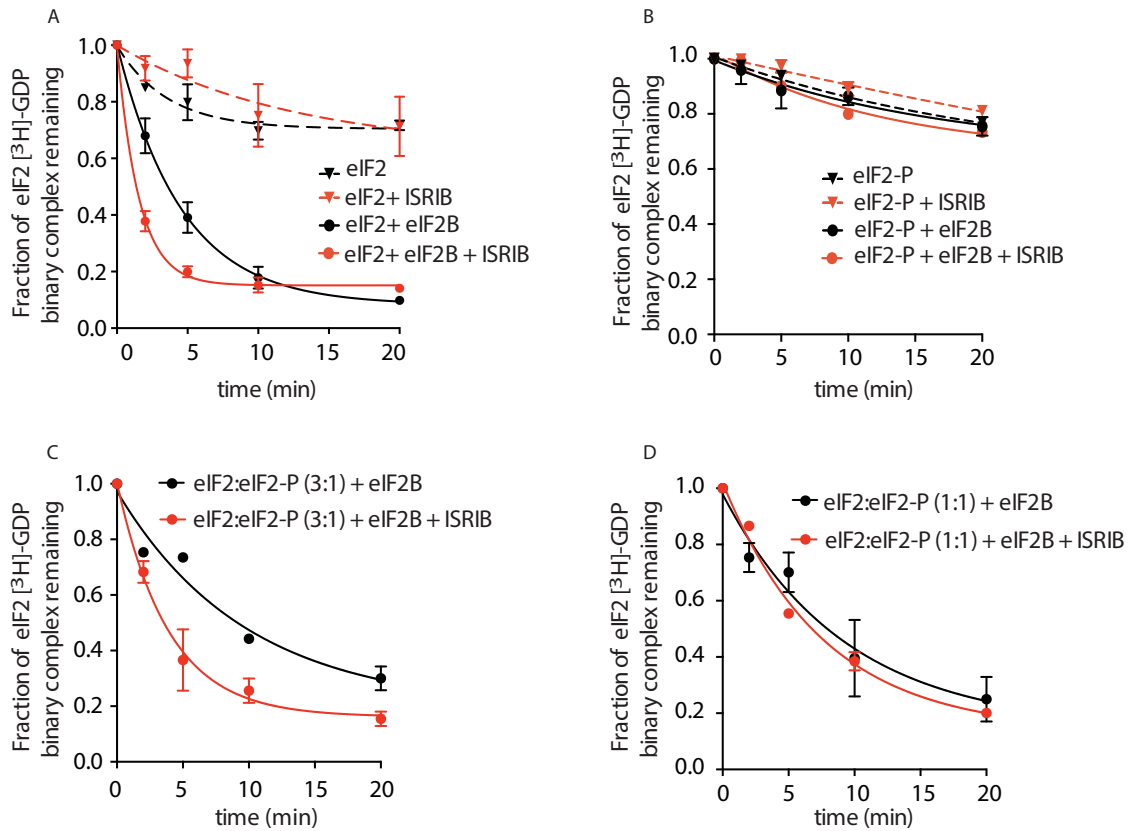 A
Fraction of eIF2 [³H]-GDP
binary complex remaining
1.0
0.8
0.6
0.4
0.2
0.0
eIF2
eIF2+ ISRIB
eIF2+ eIF2B
eIF2+ eIF2B + ISRIB
0 5 10 15 20
time (min)
B
Fraction of eIF2 [³H]-GDP
binary complex remaining
1.0
0.8
0.6
0.4
0.2
0.0
eIF2-P
eIF2-P + ISRIB
eIF2-P + eIF2B
eIF2-P + eIF2B + ISRIB
0 5 10 15 20
time (min)
C
Fraction of eIF2 [³H]-GDP
binary complex remaining
1.0
0.8
0.6
0.4
0.2
0.0
eIF2:eIF2-P (3:1) + eIF2B
eIF2:eIF2-P (3:1) + eIF2B + ISRIB
0 5 10 15 20
time (min)
D
Fraction of eIF2 [³H]-GDP
binary complex remaining
1.0
0.8
0.6
0.4
0.2
0.0
eIF2:eIF2-P (1:1) + eIF2B
eIF2:eIF2-P (1:1) + eIF2B + ISRIB
0 5 10 15 20
time (min)